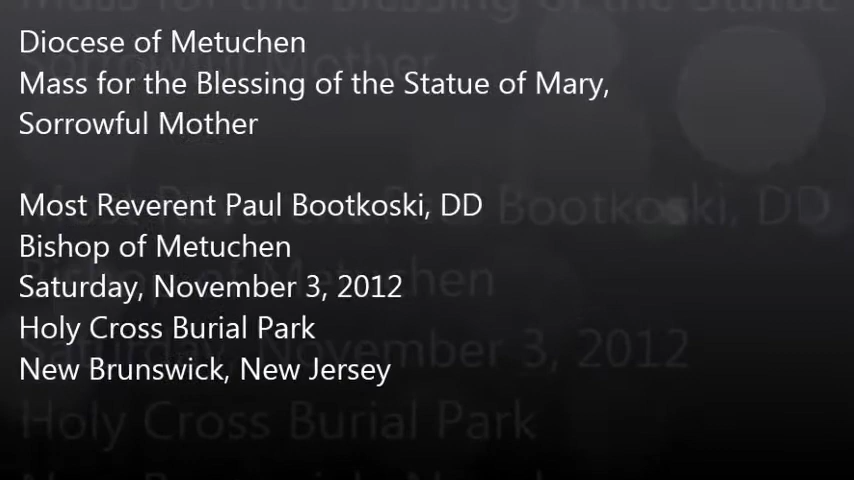 Diocese of Metuchen
Mass for the Blessing of the Statue of Mary,
Sorrowful Mother
Most Reverent Paul Bootkoski, DD
Bishop of Metuchen
Saturday, November 3, 2012
Holy Cross Burial Park
New Brunswick, New Jersey